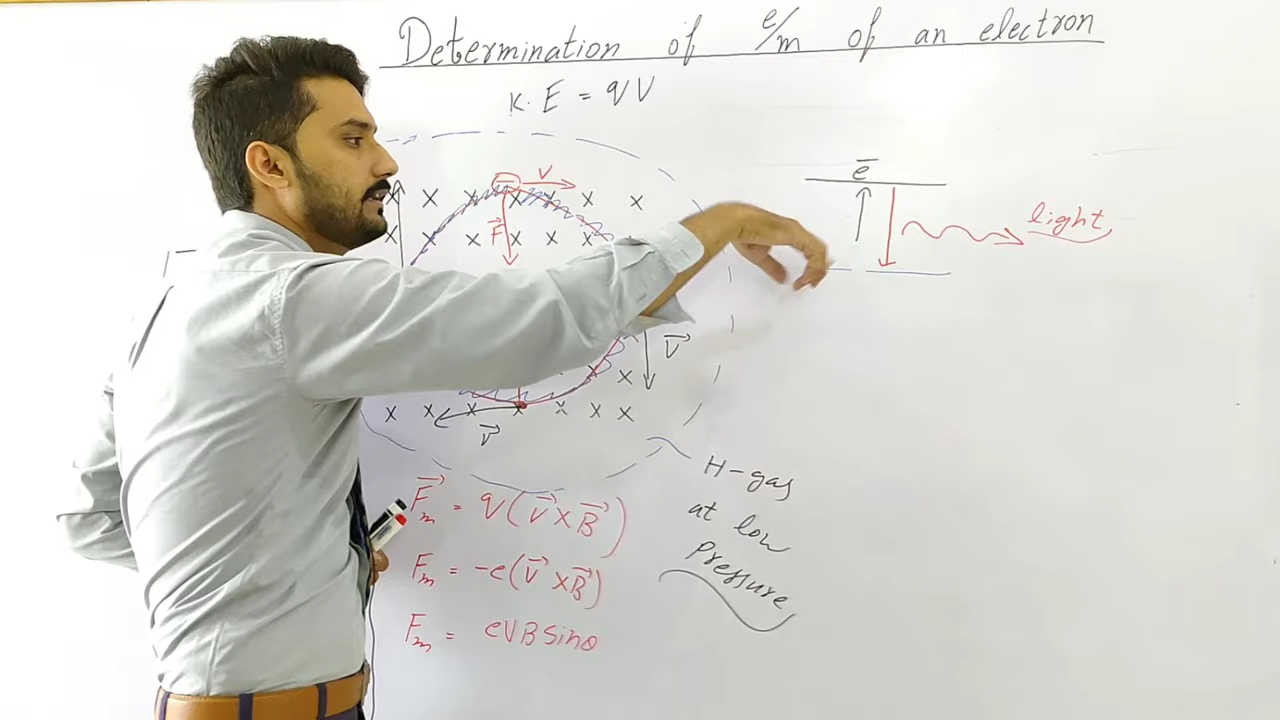 Determination of e/m of an electron
K.E = qV
e̅
v
x x x x x x
F⃗
light
x x x x x x
V⃗
x x
x x x x x x
V⃗
H-gas
at low
pressure
F⃗m = q(V⃗ x B⃗)
Fm = -e(V⃗ x B⃗)
Fm = eVB sinθ